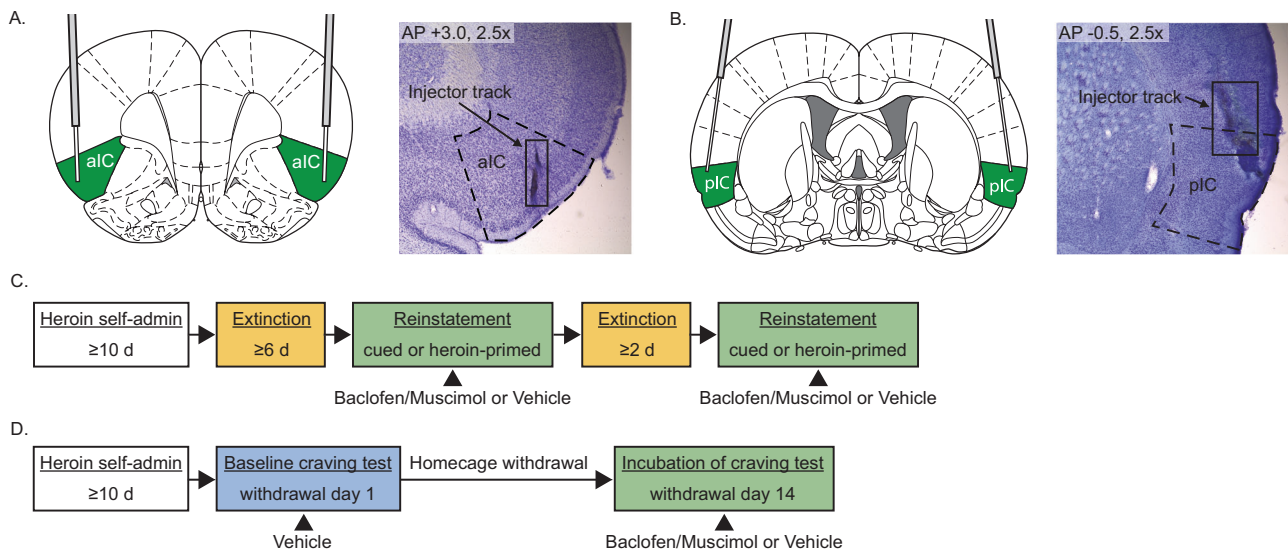 A.
aIC
aIC
AP +3.0, 2.5x
Injector track
aIC
B.
pIC
pIC
AP -0.5, 2.5x
Injector track
pIC
C.
Heroin self-admin
≥10 d
Extinction
≥6 d
Reinstatement
cued or heroin-primed
Extinction
≥2 d
Reinstatement
cued or heroin-primed
Baclofen/Muscimol or Vehicle
Baclofen/Muscimol or Vehicle
D.
Heroin self-admin
≥10 d
Baseline craving test
withdrawal day 1
Homecage withdrawal
Incubation of craving test
withdrawal day 14
Vehicle
Baclofen/Muscimol or Vehicle